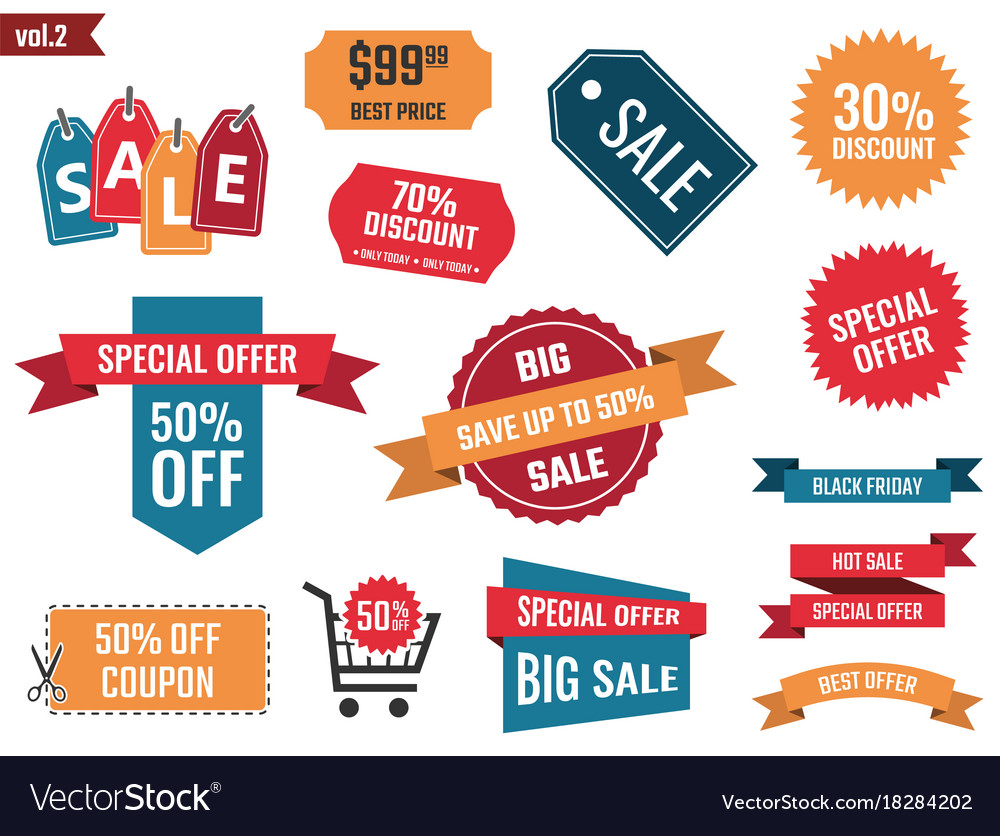 vol.2
SALE
$99⁹⁹
BEST PRICE
SALE
30%
DISCOUNT
70%
DISCOUNT
• ONLY TODAY • ONLY TODAY •
SPECIAL
OFFER
SPECIAL OFFER
50%
OFF
BIG
SAVE UP TO 50%
SALE
BLACK FRIDAY
HOT SALE
SPECIAL OFFER
BEST OFFER
50% OFF
COUPON
50%
OFF
SPECIAL OFFER
BIG SALE
VectorStock®
VectorStock.com/18284202